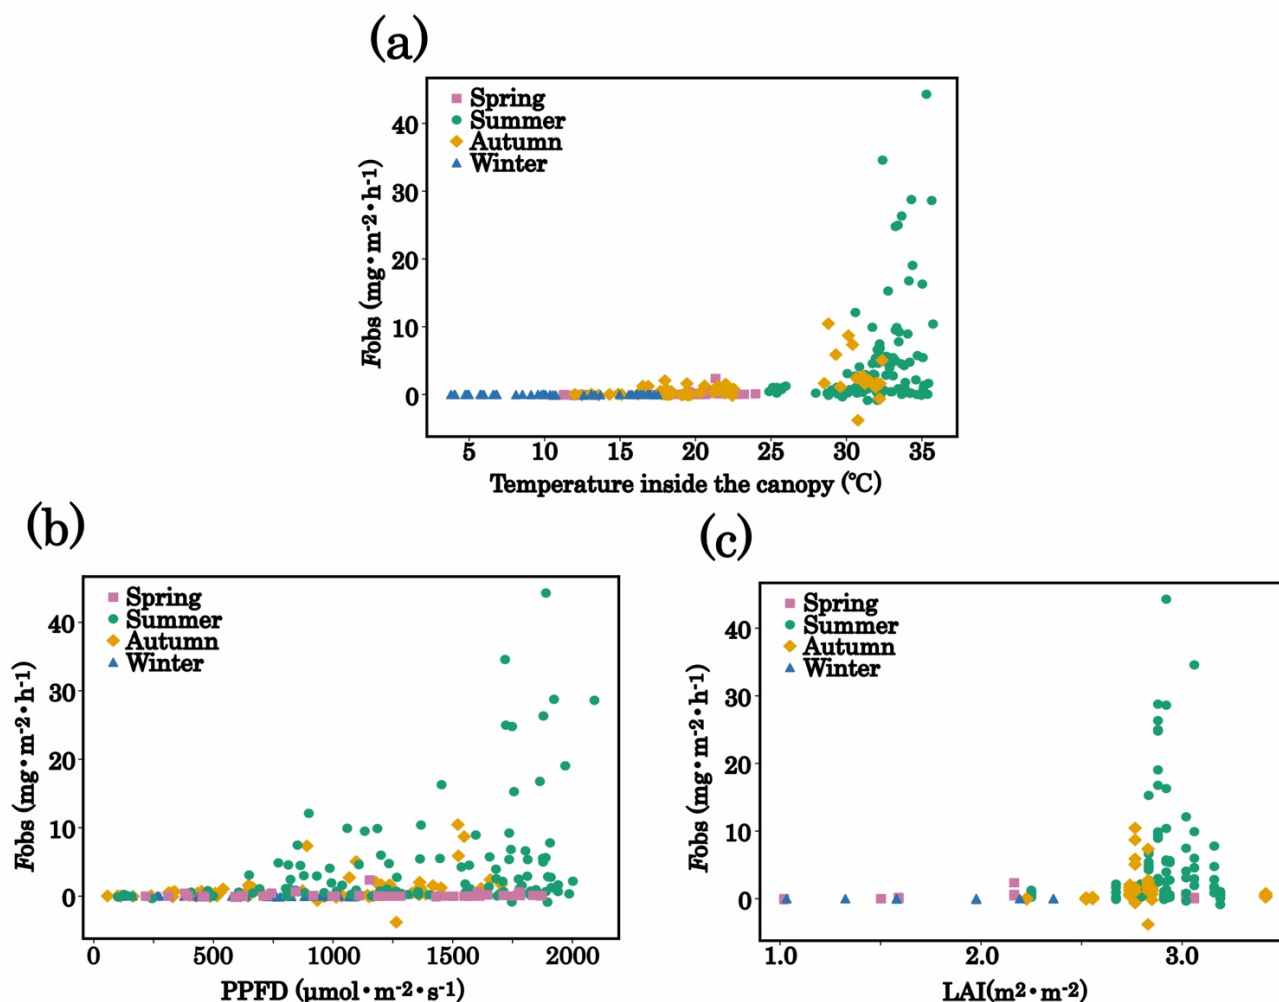 (a)
Spring
Summer
Autumn
Winter
40
30
20
10
0
Fobs (mg•m-2•h-1)
5 10 15 20 25 30 35
Temperature inside the canopy (℃)
(b)
Spring
Summer
Autumn
Winter
40
30
20
10
0
Fobs (mg•m-2•h-1)
0 500 1000 1500 2000
PPFD (μmol•m-2•s-1)
(c)
Spring
Summer
Autumn
Winter
40
30
20
10
0
Fobs (mg•m-2•h-1)
1.0 2.0 3.0
LAI(m2•m-2)